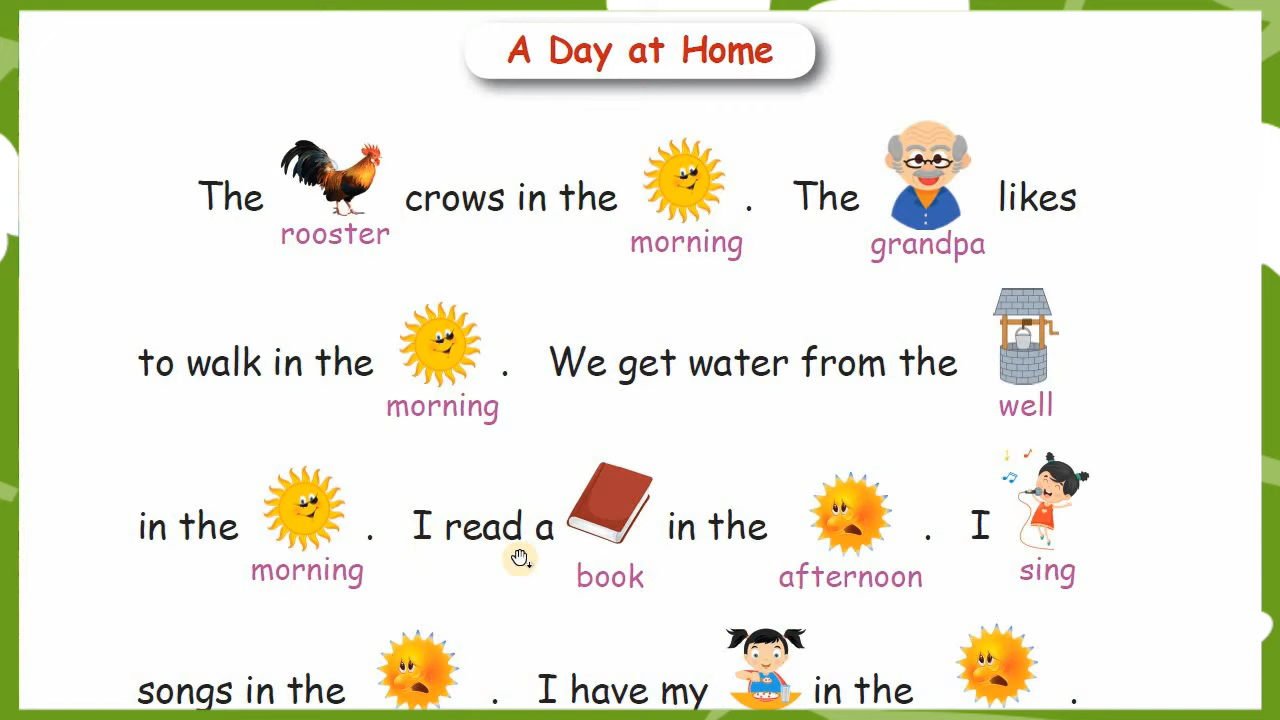 A Day at Home
The rooster crows in the morning. The grandpa likes
to walk in the morning. We get water from the well
in the morning. I read a book in the afternoon. I sing
songs in the . I have my in the .